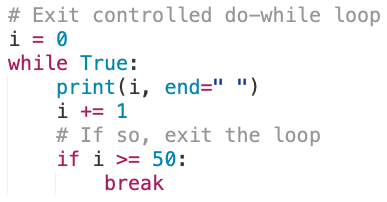 # Exit controlled do-while loop
i = 0
while True:
    print(i, end=" ")
    i += 1
    # If so, exit the loop
    if i >= 50:
        break